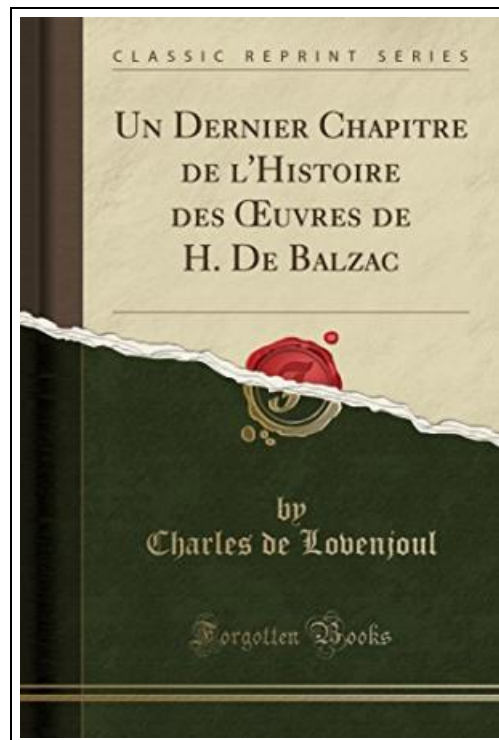 CLASSIC REPRINT SERIES
UN DERNIER CHAPITRE
DE L'HISTOIRE
DES ŒUVRES DE
H. DE BALZAC
F
by
Charles de Lovenjoul
Forgotten Books